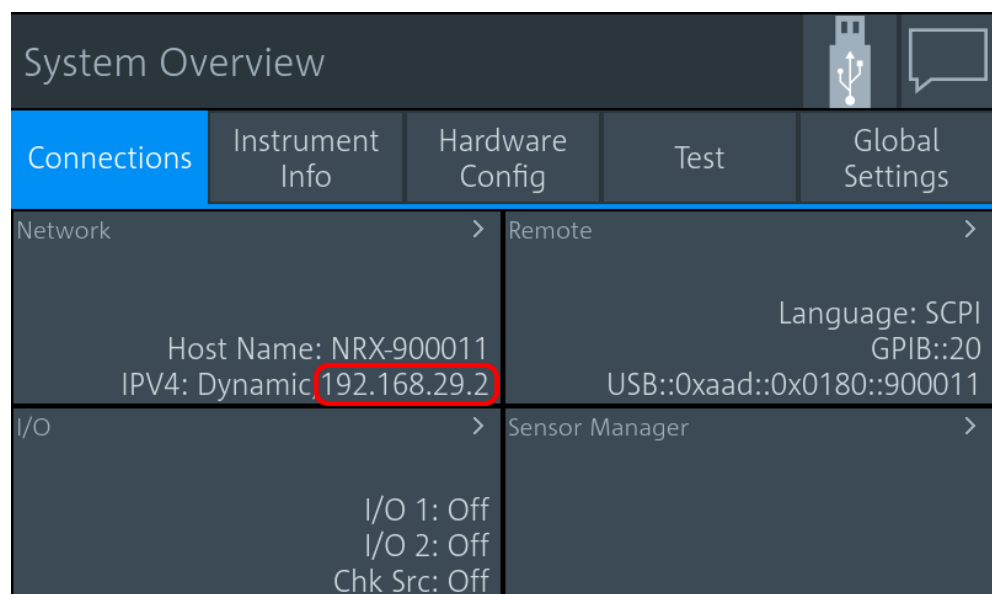 System Overview
Connections
Instrument
Info
Hardware
Config
Test
Global
Settings
Network >
Host Name: NRX-900011
IPV4: Dynamic, 192.168.29.2
Remote >
Language: SCPI
GPIB::20
USB::0xaad::0x0180::900011
I/O >
I/O 1: Off
I/O 2: Off
Chk Src: Off
Sensor Manager >